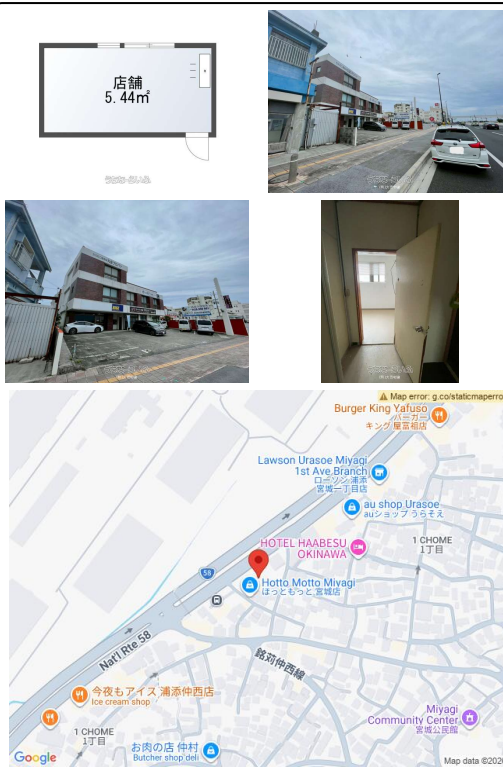 店舗
5.44㎡
Map error: g.co/staticmaperro
Burger King Yafuso
バーガー
キング 屋富祖店
Lawson Urasoe Miyagi
1st Ave Branch
ローソン 浦添
宮城一丁目店
au shop Urasoe
auショップ うらそえ
HOTEL HAABESU
OKINAWA
1 CHOME
1丁目
58
Hotto Motto Miyagi
ほっともっと 宮城店
Nat'l Rte 58
銘苅仲西線
今夜もアイス 浦添仲西店
Ice cream shop
Miyagi
Community Center
宮城公民館
1 CHOME
1丁目
お肉の店 仲村
Butcher shop deli
Google
Map data ©202